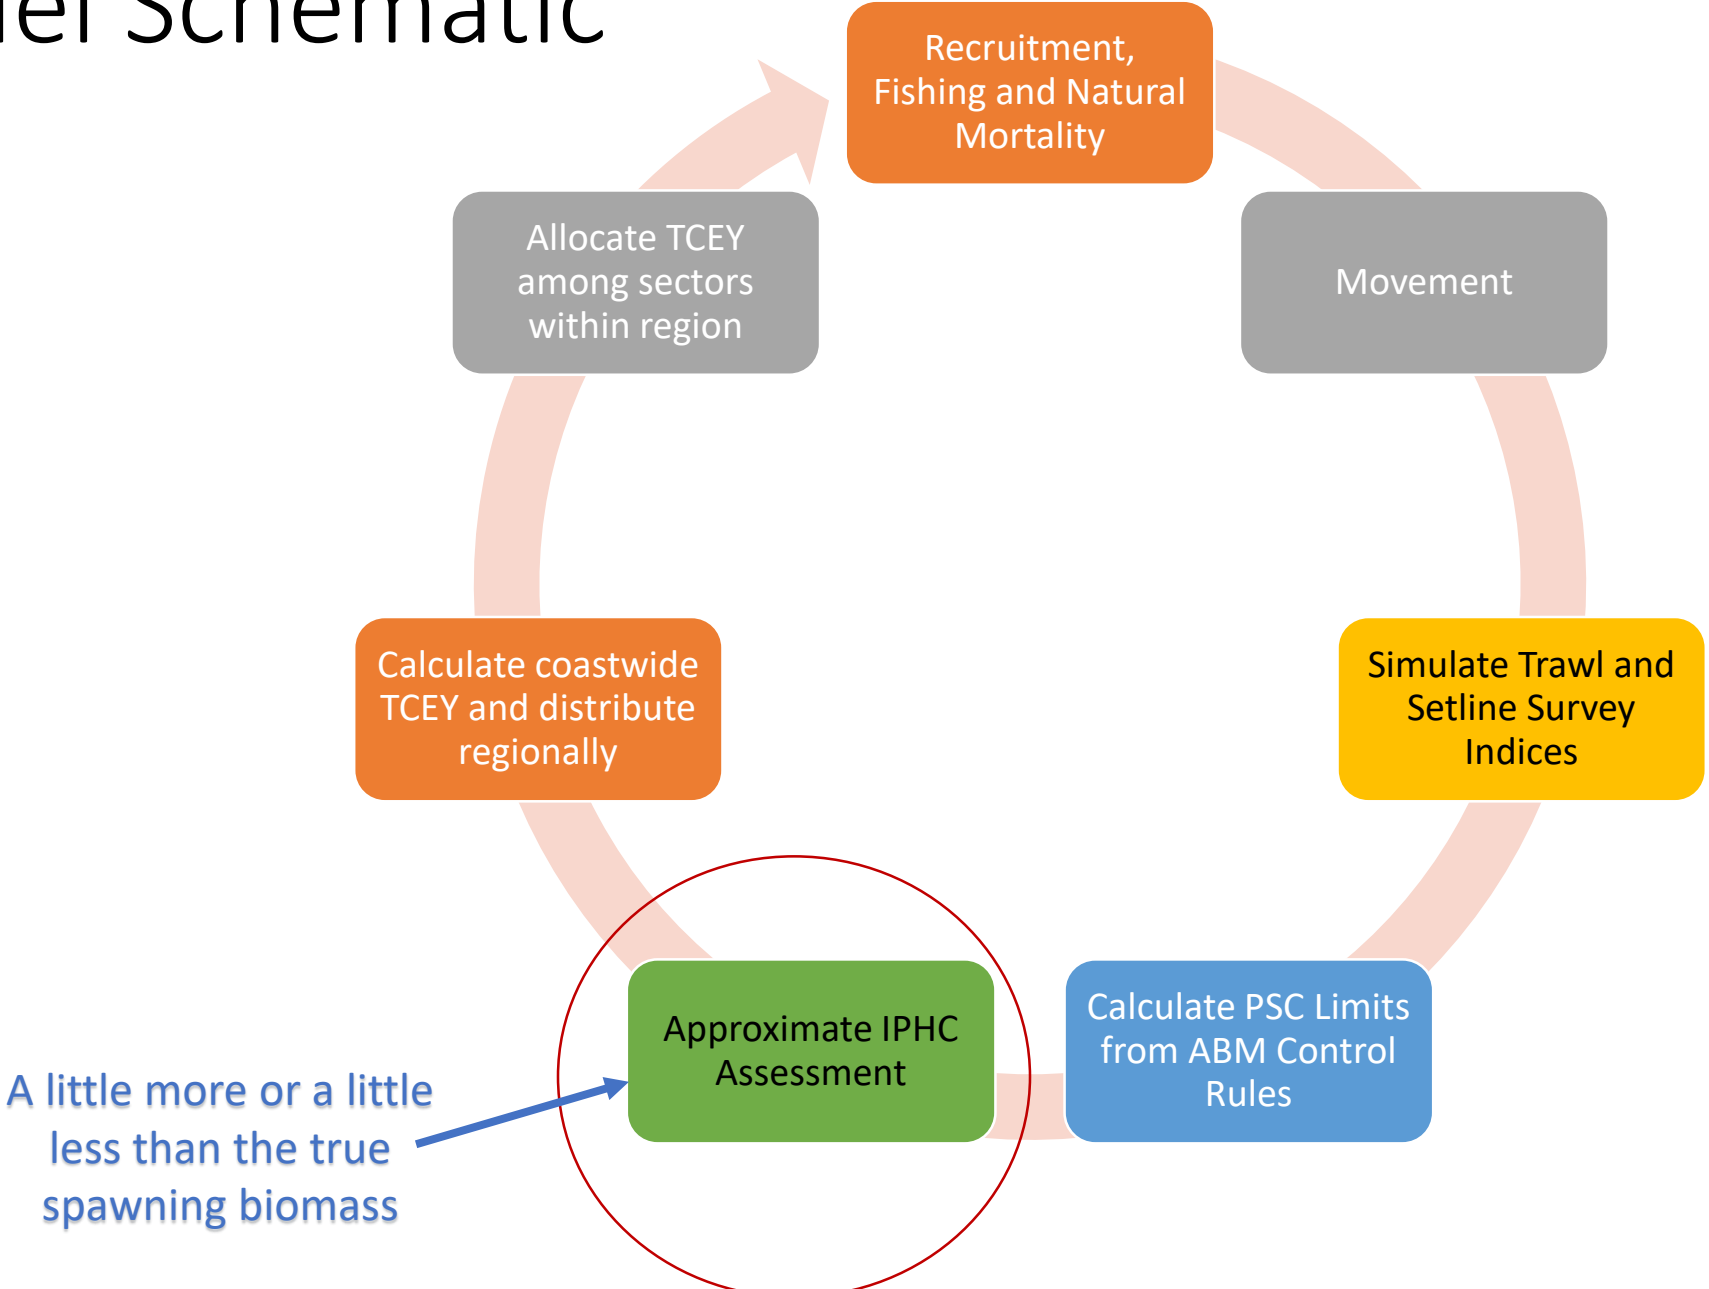 Schematic
Recruitment,
Fishing and Natural
Mortality
Movement
Simulate Trawl and
Setline Survey
Indices
Calculate PSC Limits
from ABM Control
Rules
Approximate IPHC
Assessment
A little more or a little
less than the true
spawning biomass
Calculate coastwide
TCEY and distribute
regionally
Allocate TCEY
among sectors
within region